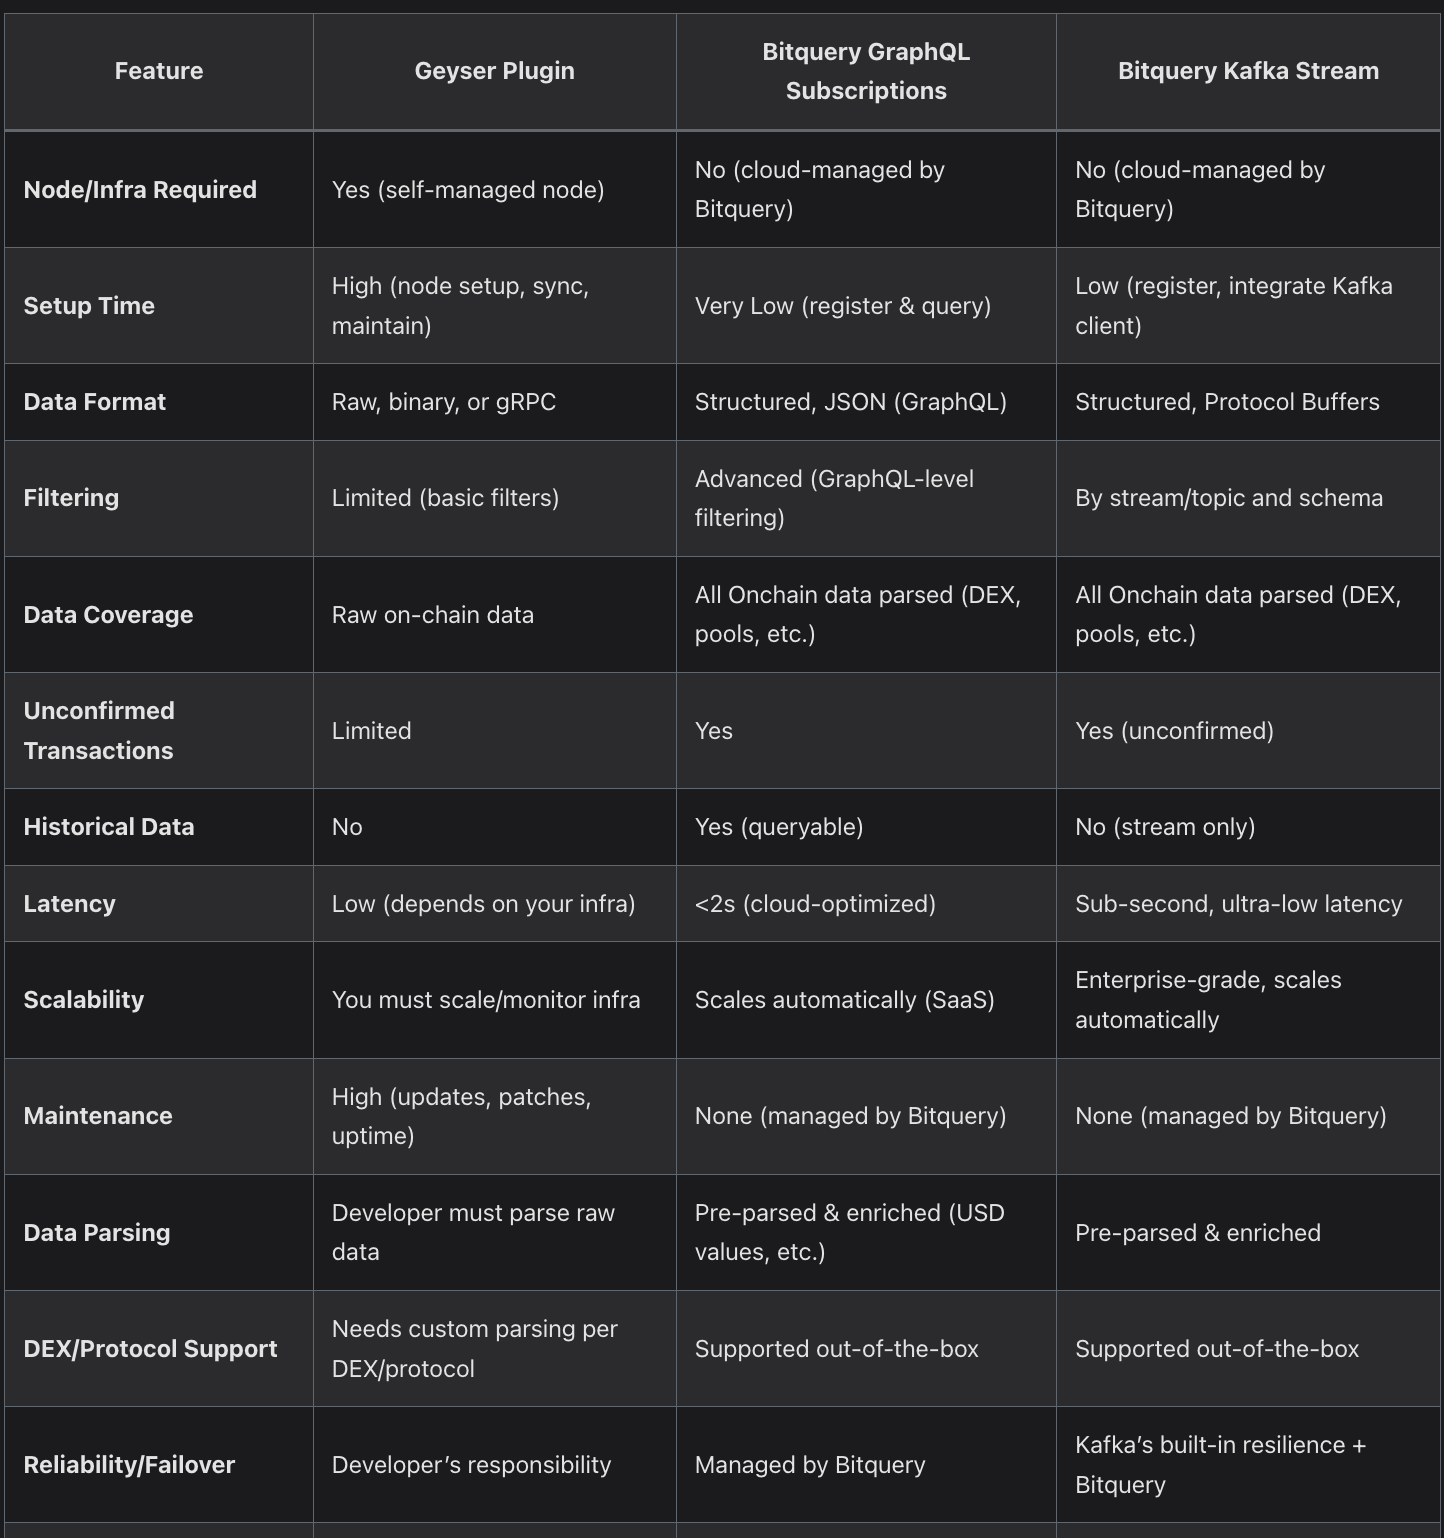 Feature
Geyser Plugin
Bitquery GraphQL
Subscriptions
Bitquery Kafka Stream
Node/Infra Required
Yes (self-managed node)
No (cloud-managed by
Bitquery)
No (cloud-managed by
Bitquery)
Setup Time
High (node setup, sync,
maintain)
Very Low (register & query)
Low (register, integrate Kafka
client)
Data Format
Raw, binary, or gRPC
Structured, JSON (GraphQL)
Structured, Protocol Buffers
Filtering
Limited (basic filters)
Advanced (GraphQL-level
filtering)
By stream/topic and schema
Data Coverage
Raw on-chain data
All Onchain data parsed (DEX,
pools, etc.)
All Onchain data parsed (DEX,
pools, etc.)
Unconfirmed
Transactions
Limited
Yes
Yes (unconfirmed)
Historical Data
No
Yes (queryable)
No (stream only)
Latency
Low (depends on your infra)
<2s (cloud-optimized)
Sub-second, ultra-low latency
Scalability
You must scale/monitor infra
Scales automatically (SaaS)
Enterprise-grade, scales
automatically
Maintenance
High (updates, patches,
uptime)
None (managed by Bitquery)
None (managed by Bitquery)
Data Parsing
Developer must parse raw
data
Pre-parsed & enriched (USD
values, etc.)
Pre-parsed & enriched
DEX/Protocol Support
Needs custom parsing per
DEX/protocol
Supported out-of-the-box
Supported out-of-the-box
Reliability/Failover
Developer’s responsibility
Managed by Bitquery
Kafka’s built-in resilience +
Bitquery